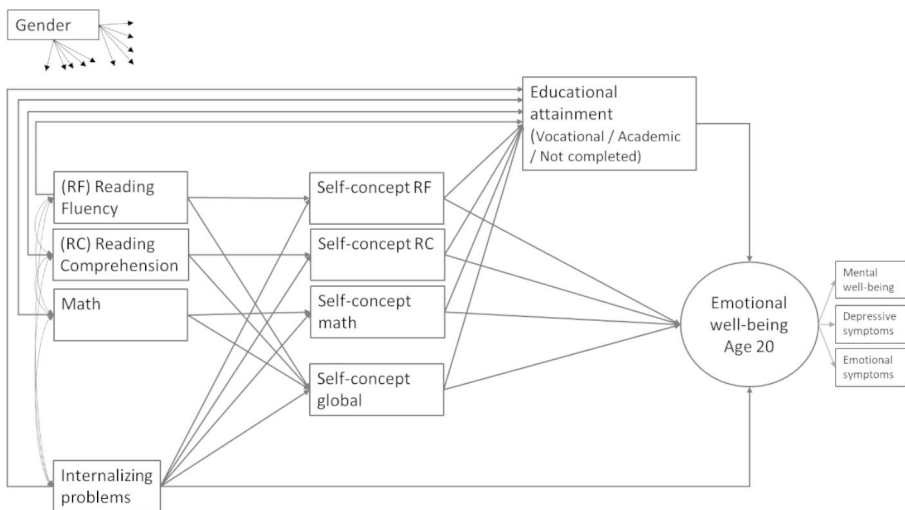 Gender
Educational
attainment
(Vocational / Academic
/ Not completed)
(RF) Reading
Fluency
Self-concept RF
(RC) Reading
Comprehension
Self-concept RC
Math
Self-concept
math
Self-concept
global
Internalizing
problems
Emotional
well-being
Age 20
Mental
well-being
Depressive
symptoms
Emotional
symptoms